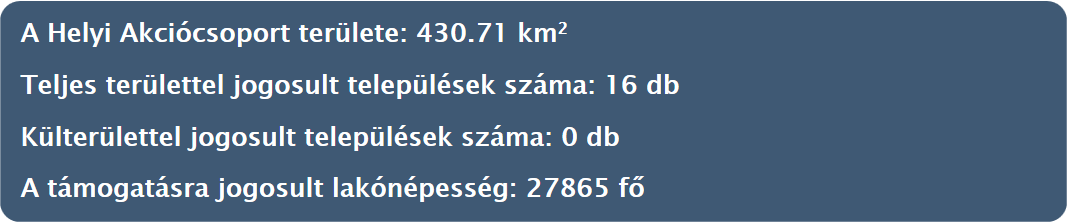 A Helyi Akciócsoport területe: 430.71 km²
Teljes területtel jogosult települések száma: 16 db
Külterülettel jogosult települések száma: 0 db
A támogatásra jogosult lakónépesség: 27865 fő